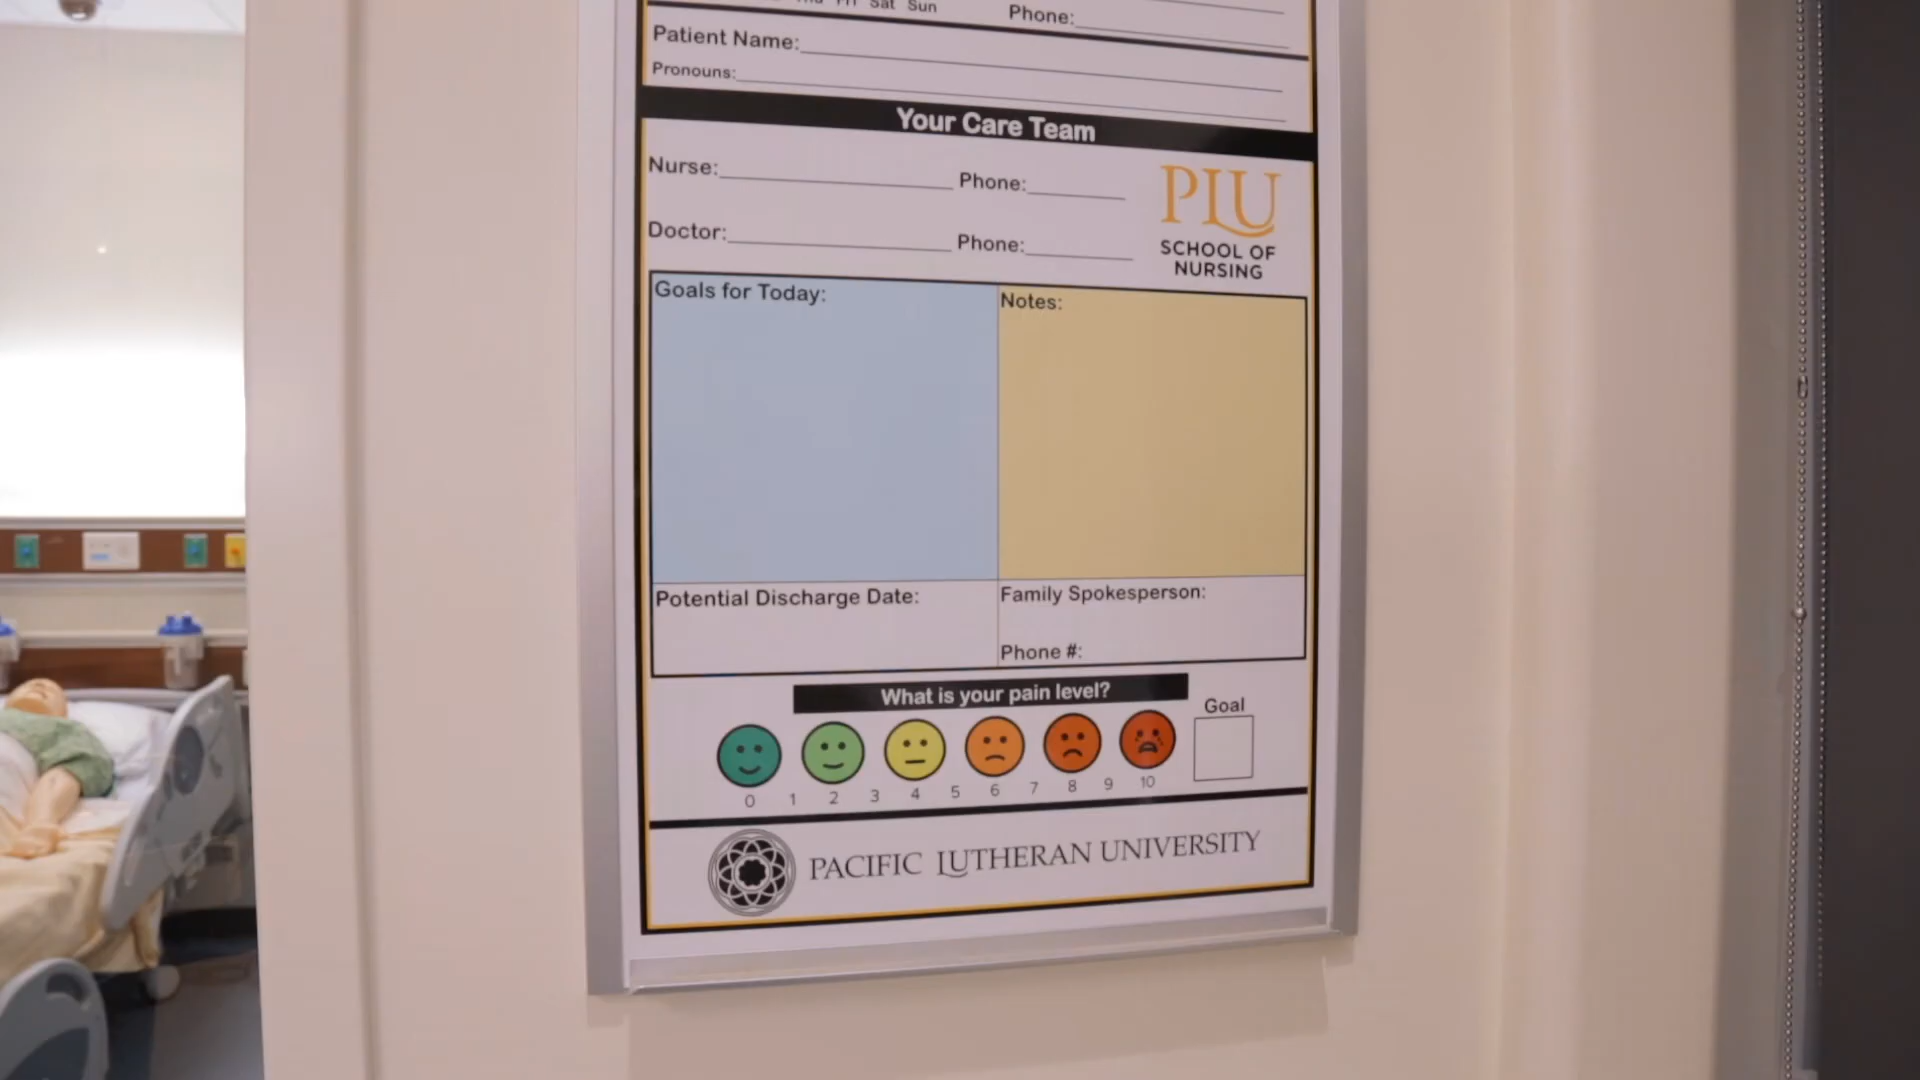 Fri Sat Sun Phone:
Patient Name:
Pronouns:
Your Care Team
Nurse: Phone:
Doctor: Phone:
PLU
SCHOOL OF
NURSING
Goals for Today: Notes:
Potential Discharge Date: Family Spokesperson:
Phone #:
What is your pain level?
Goal
0 1 2 3 4 5 6 7 8 9 10
PACIFIC LUTHERAN UNIVERSITY